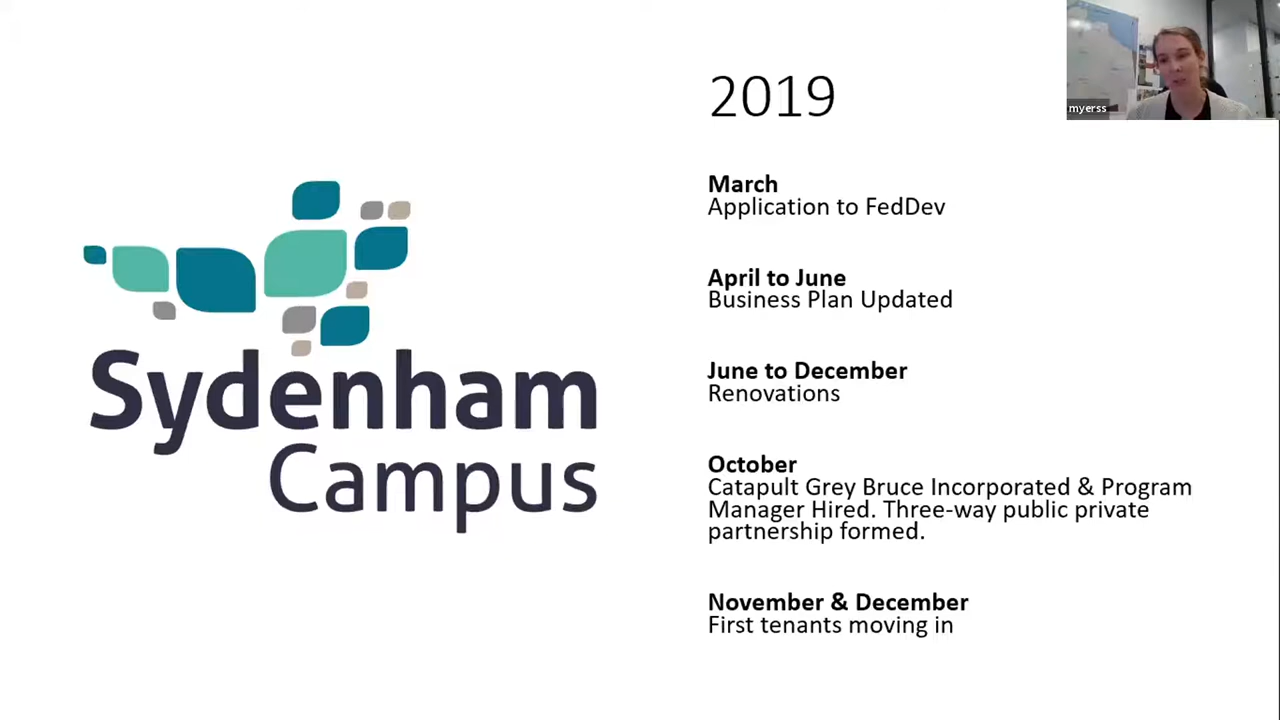 2019
myerss
March
Application to FedDev
April to June
Business Plan Updated
June to December
Renovations
October
Catapult Grey Bruce Incorporated & Program
Manager Hired. Three-way public private
partnership formed.
November & December
First tenants moving in
Sydenham
Campus